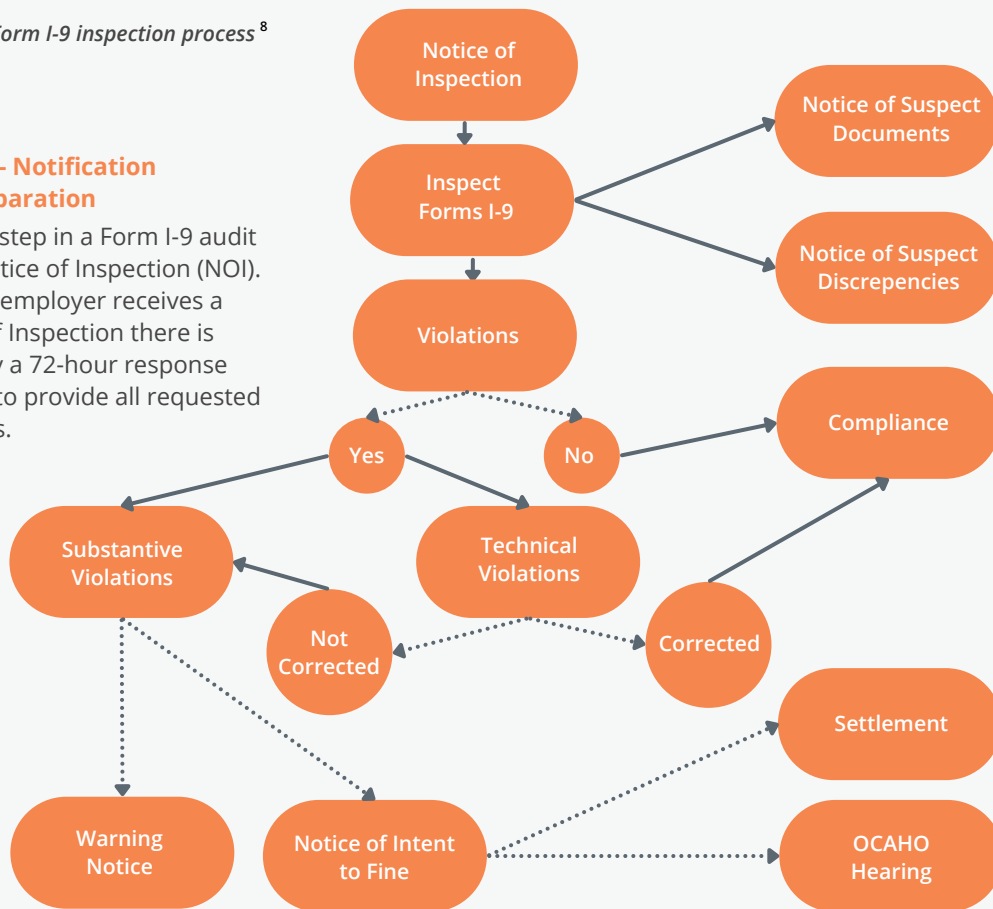 Form I-9 inspection process 8
- Notification
paration
step in a Form I-9 audit
tice of Inspection (NOI).
employer receives a
f Inspection there is
y a 72-hour response
to provide all requested
s.
Notice of
Inspection
Inspect
Forms I-9
Notice of Suspect
Documents
Notice of Suspect
Discrepencies
Violations
Yes
No
Compliance
Substantive
Violations
Technical
Violations
Not
Corrected
Corrected
Settlement
Warning
Notice
Notice of Intent
to Fine
OCAHO
Hearing